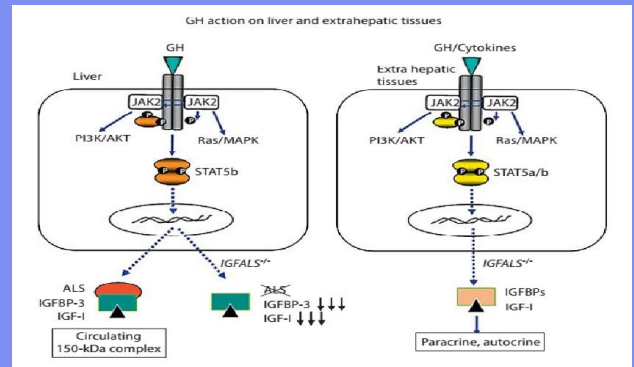 GH action on liver and extrahepatic tissues
GH
Liver
JAK2
JAK2
P
P
P
PI3K/AKT
Ras/MAPK
P
P
STAT5b
IGFALS-/-
ALS
IGFBP-3
IGF-I
Circulating
150-kDa complex
ALS
IGFBP-3
IGF-I
GH/Cytokines
Extra hepatic
tissues
JAK2
JAK2
P
P
P
PI3K/AKT
Ras/MAPK
P
P
STAT5a/b
IGFALS-/-
IGFBPs
IGF-I
Paracrine, autocrine